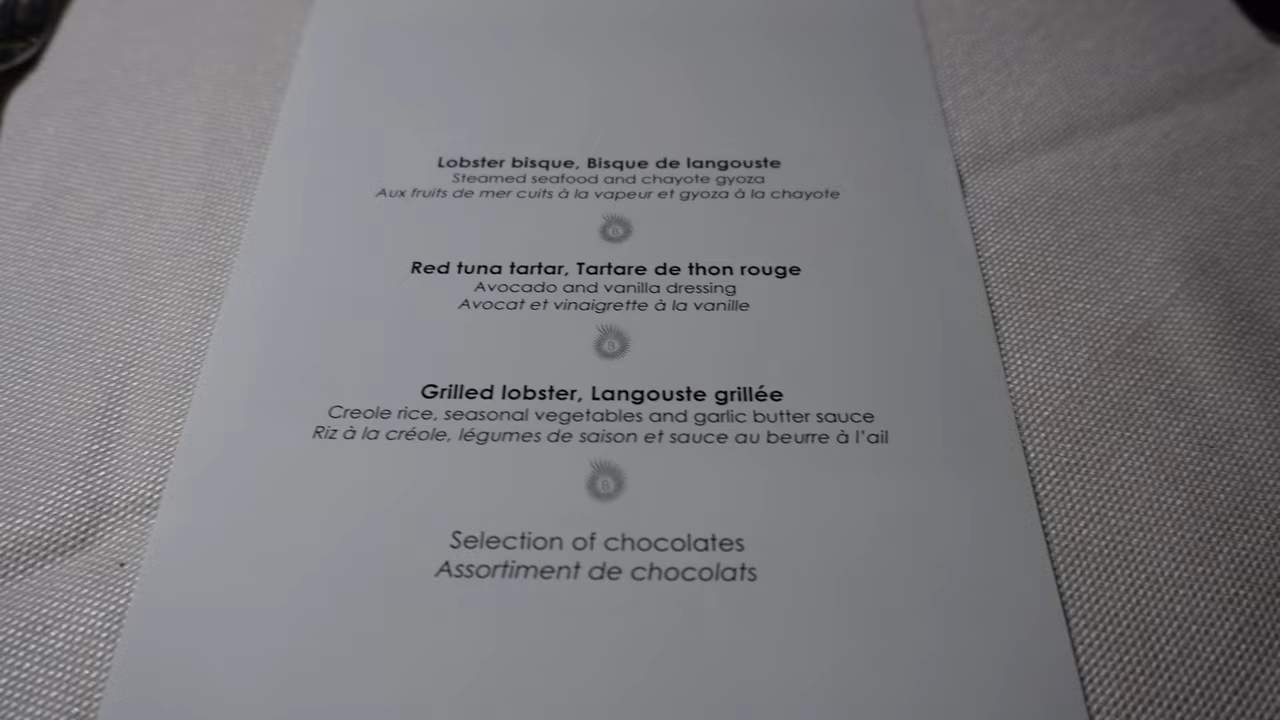 Lobster bisque, Bisque de langouste
Steamed seafood and chayote gyoza
Aux fruits de mer cuits à la vapeur et gyoza à la chayote
B
Red tuna tartar, Tartare de thon rouge
Avocado and vanilla dressing
Avocat et vinaigrette à la vanille
B
Grilled lobster, Langouste grillée
Creole rice, seasonal vegetables and garlic butter sauce
Riz à la créole, légumes de saison et sauce au beurre à l'ail
B
Selection of chocolates
Assortiment de chocolats